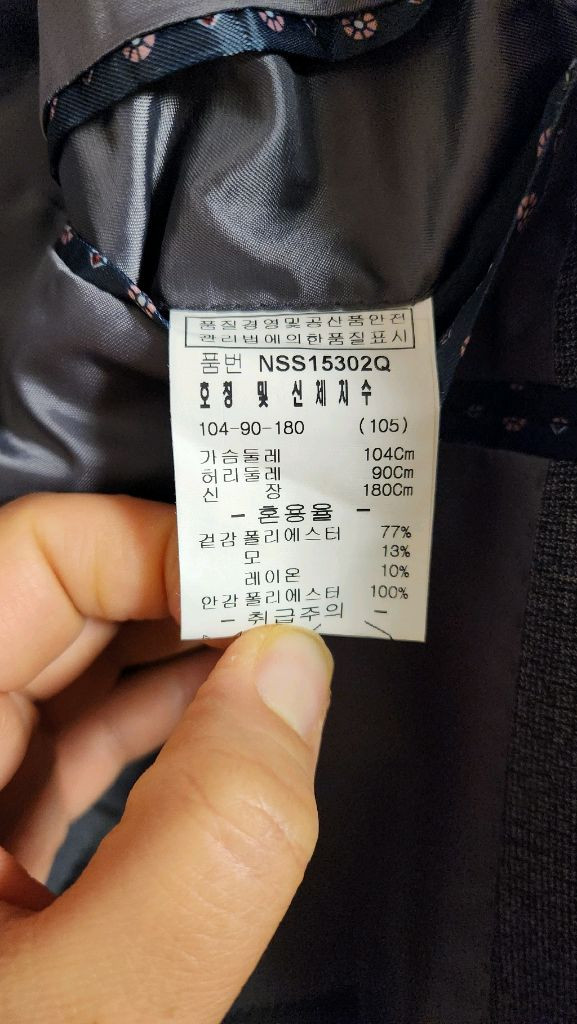 품질경영및공산품안전
관리법에의한품질표시
품번 NSS15302Q
호칭 및 신체치수
104-90-180 (105)
가슴둘레 104Cm
허리둘레 90Cm
신 장 180Cm
- 혼용율 -
겉감 폴리에스터 77%
모 13%
레이온 10%
안감 폴리에스터 100%
- 취급주의 -